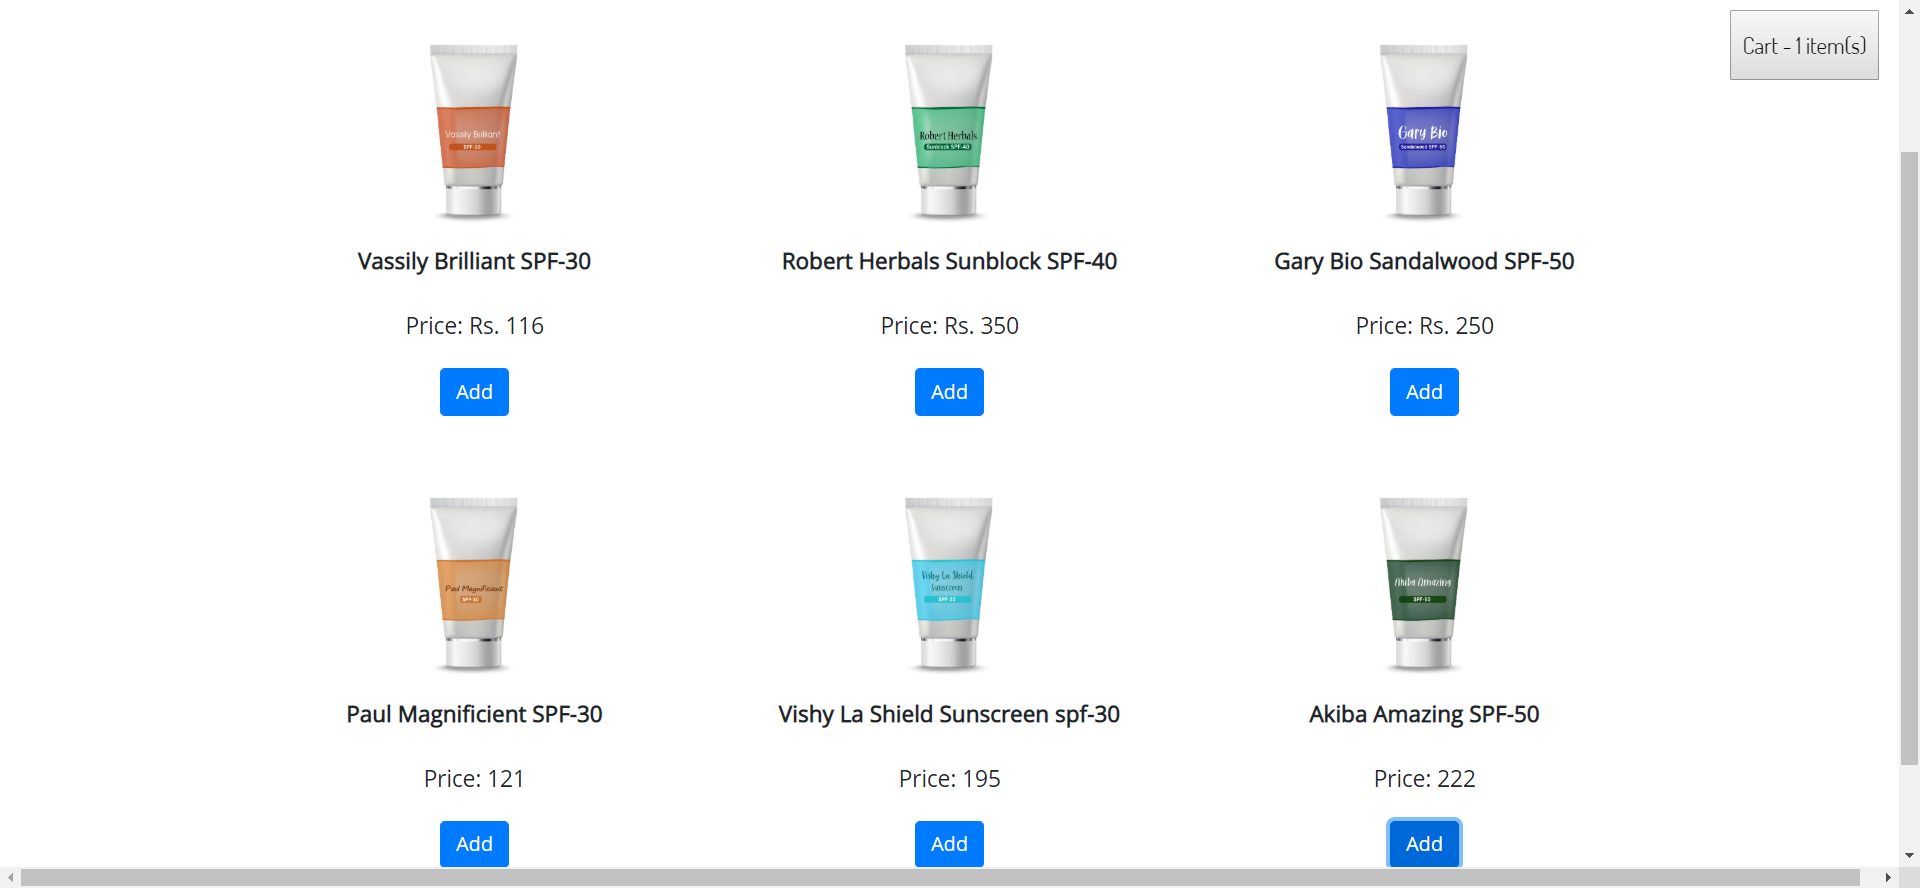 Cart - 1 item(s)
Vassily Brilliant
SPF-30
Robert Herbals
Sunblock SPF-40
Gary Bio
Sandalwood SPF-50
Vassily Brilliant SPF-30
Robert Herbals Sunblock SPF-40
Gary Bio Sandalwood SPF-50
Price: Rs. 116
Price: Rs. 350
Price: Rs. 250
Add
Add
Add
Paul Magnificient
SPF-30
Vishy La Shield
Sunscreen
SPF-30
Akiba Amazing
SPF-50
Paul Magnificient SPF-30
Vishy La Shield Sunscreen spf-30
Akiba Amazing SPF-50
Price: 121
Price: 195
Price: 222
Add
Add
Add